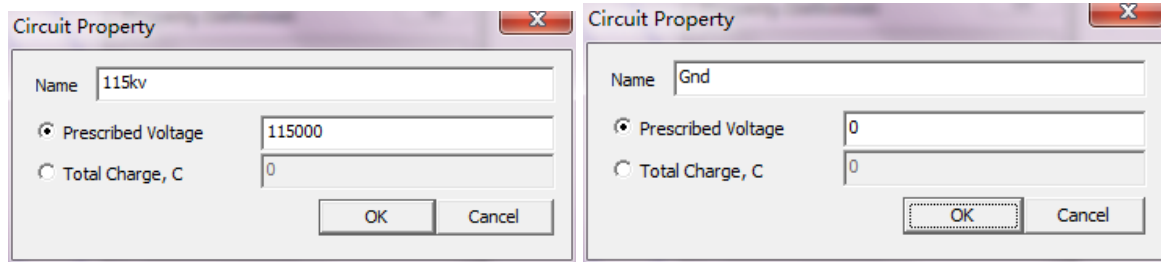 Circuit Property
Name 115kv
Prescribed Voltage 115000
Total Charge, C 0
OK Cancel
Circuit Property
Name Gnd
Prescribed Voltage 0
Total Charge, C 0
OK Cancel